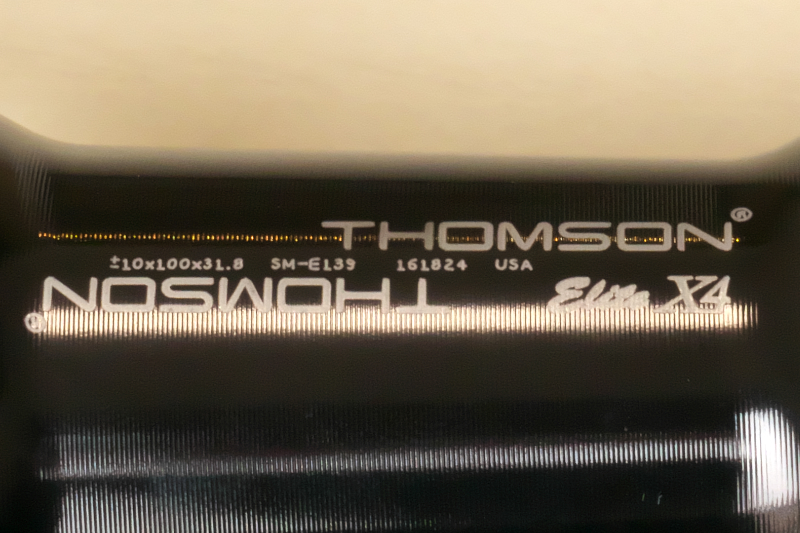 THOMSON®
±10x100x31.8 SM-E139 161824 USA
THOMSON®
Elite X4